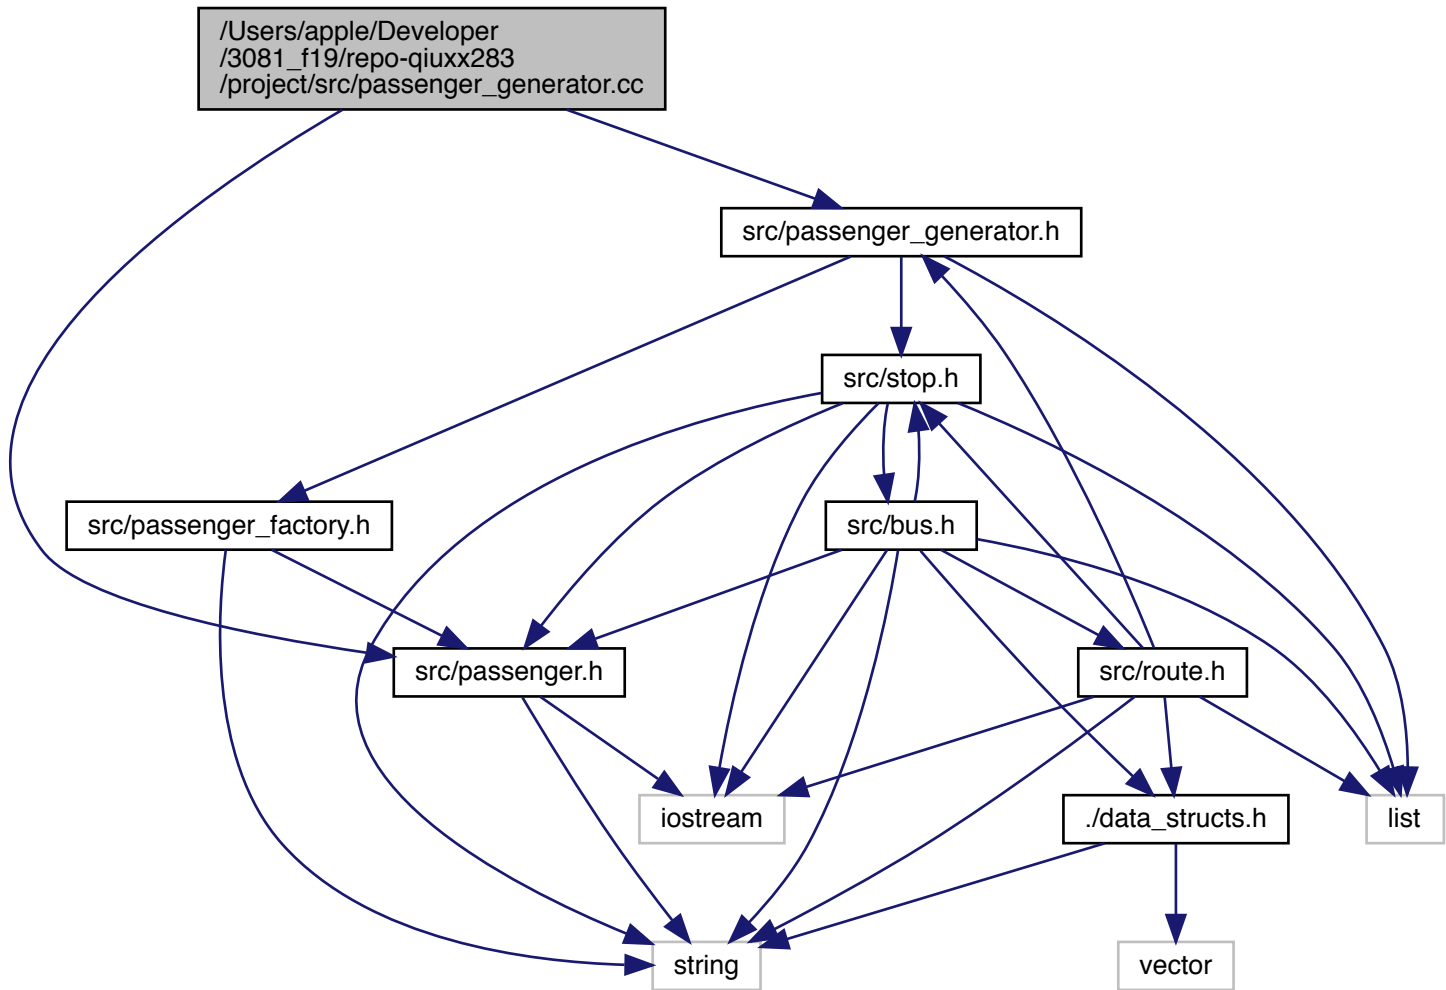 /Users/apple/Developer
/3081_f19/repo-qiuxx283
/project/src/passenger_generator.cc
src/passenger_generator.h
src/stop.h
src/passenger_factory.h
src/bus.h
src/passenger.h
src/route.h
iostream
./data_structs.h
list
string
vector